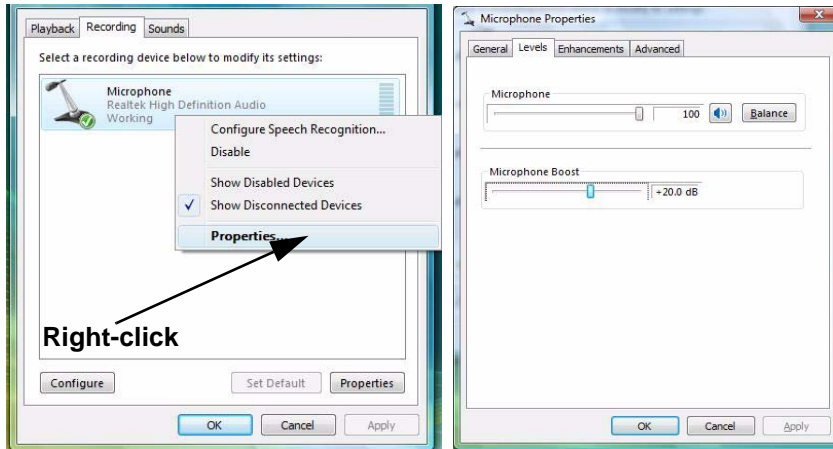 Playback Recording Sounds
Select a recording device below to modify its settings:
Microphone
Realtek High Definition Audio
Working
Configure Speech Recognition...
Disable
Show Disabled Devices
Show Disconnected Devices
Properties...
Right-click
Configure Set Default Properties
OK Cancel Apply
Microphone Properties
General Levels Enhancements Advanced
Microphone
100 Balance
Microphone Boost
+20.0 dB
OK Cancel Apply